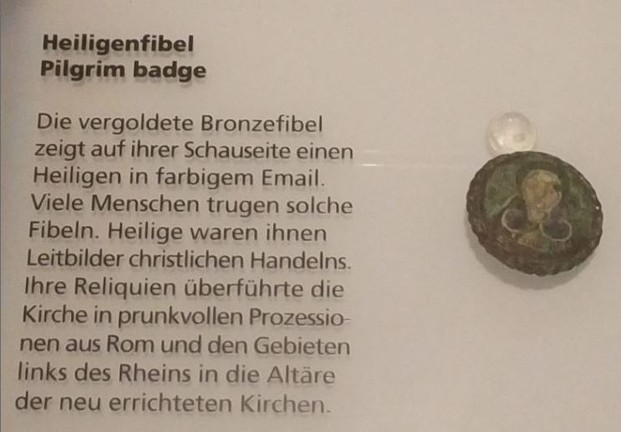 Heiligenfibel
Pilgrim badge
Die vergoldete Bronzefibel
zeigt auf ihrer Schauseite einen
Heiligen in farbigem Email.
Viele Menschen trugen solche
Fibeln. Heilige waren ihnen
Leitbilder christlichen Handelns.
Ihre Reliquien überführte die
Kirche in prunkvollen Prozessio-
nen aus Rom und den Gebieten
links des Rheins in die Altäre
der neu errichteten Kirchen.